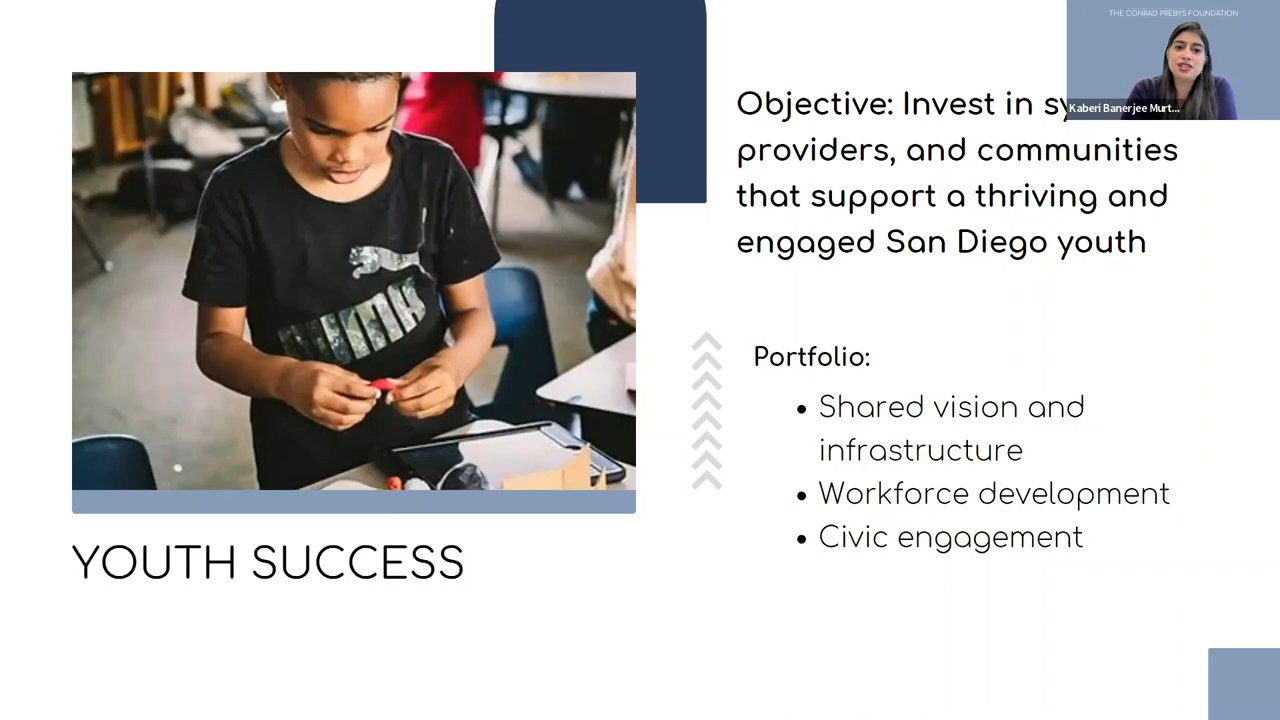 THE CONRAD PREBYS FOUNDATION
Kaberi Banerjee Murt...
Objective: Invest in
providers, and communities
that support a thriving and
engaged San Diego youth
Portfolio:
• Shared vision and
infrastructure
• Workforce development
• Civic engagement
PUMA
YOUTH SUCCESS